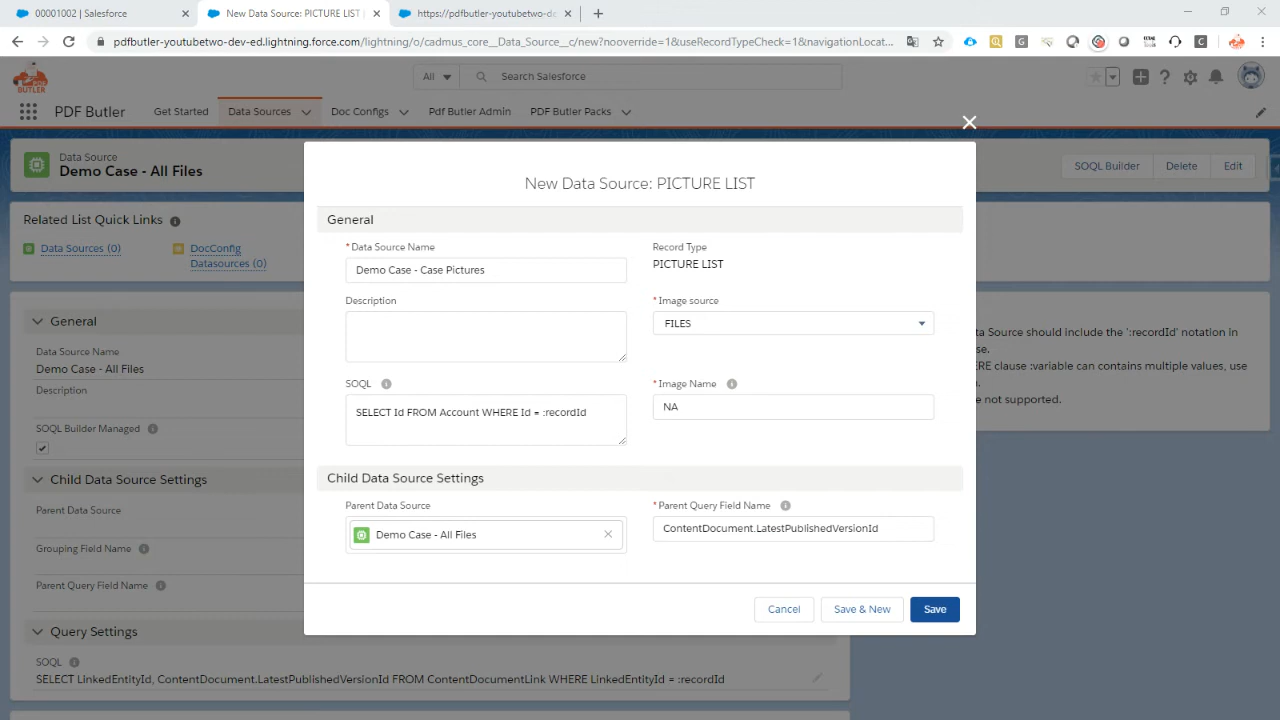 00001002 | Salesforce
New Data Source: PICTURE LIST |
https://pdfbutler-youtubetwo-de
pdfbutler-youtubetwo-dev-ed.lightning.force.com/lightning/o/cadmus_core__Data_Source__c/new?nooverride=1&useRecordTypeCheck=1&navigationLocat...
BUTLER
All
Search Salesforce
PDF Butler
Get Started
Data Sources
Doc Configs
Pdf Butler Admin
PDF Butler Packs
Data Source
Demo Case - All Files
SOQL Builder
Delete
Edit
Related List Quick Links
Data Sources (0)
DocConfig
Datasources (0)
General
Data Source Name
Demo Case - All Files
Description
SOQL Builder Managed
Child Data Source Settings
Parent Data Source
Grouping Field Name
Parent Query Field Name
Query Settings
SOQL
SELECT LinkedEntityId, ContentDocument.LatestPublishedVersionId FROM ContentDocumentLink WHERE LinkedEntityId = :recordId
ta Source should include the ':recordId' notation in
se.
ERE clause :variable can contains multiple values, use
n.
e not supported.
New Data Source: PICTURE LIST
General
* Data Source Name
Demo Case - Case Pictures
Record Type
PICTURE LIST
Description
* Image source
FILES
SOQL
SELECT Id FROM Account WHERE Id = :recordId
* Image Name
NA
Child Data Source Settings
Parent Data Source
Demo Case - All Files
* Parent Query Field Name
ContentDocument.LatestPublishedVersionId
Cancel
Save & New
Save